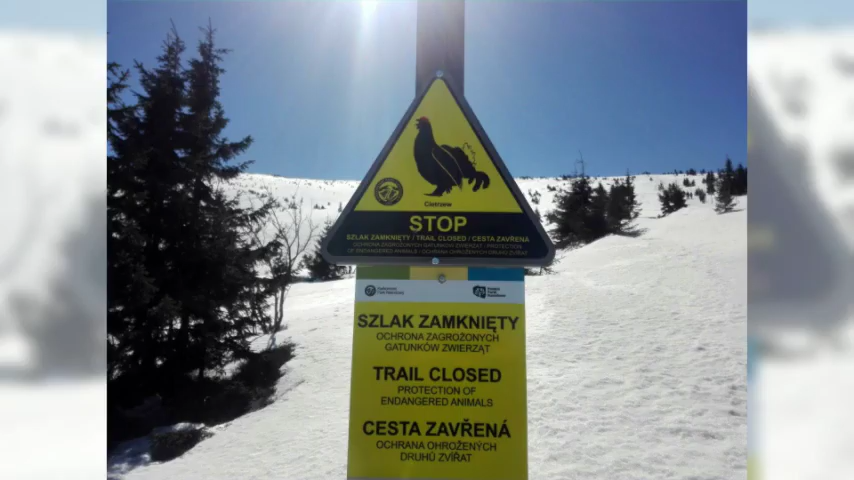 Cietrzew
STOP
SZLAK ZAMKNIĘTY / TRAIL CLOSED / CESTA ZAVŘENÁ
OCHRONA ZAGROŻONYCH GATUNKÓW ZWIERZĄT / PROTECTION
OF ENDANGERED ANIMALS / OCHRANA OHROŽENÝCH DRUHŮ ZVÍŘAT
SZLAK ZAMKNIĘTY
OCHRONA ZAGROŻONYCH
GATUNKÓW ZWIERZĄT
TRAIL CLOSED
PROTECTION OF
ENDANGERED ANIMALS
CESTA ZAVŘENÁ
OCHRANA OHROŽENÝCH
DRUHŮ ZVÍŘAT